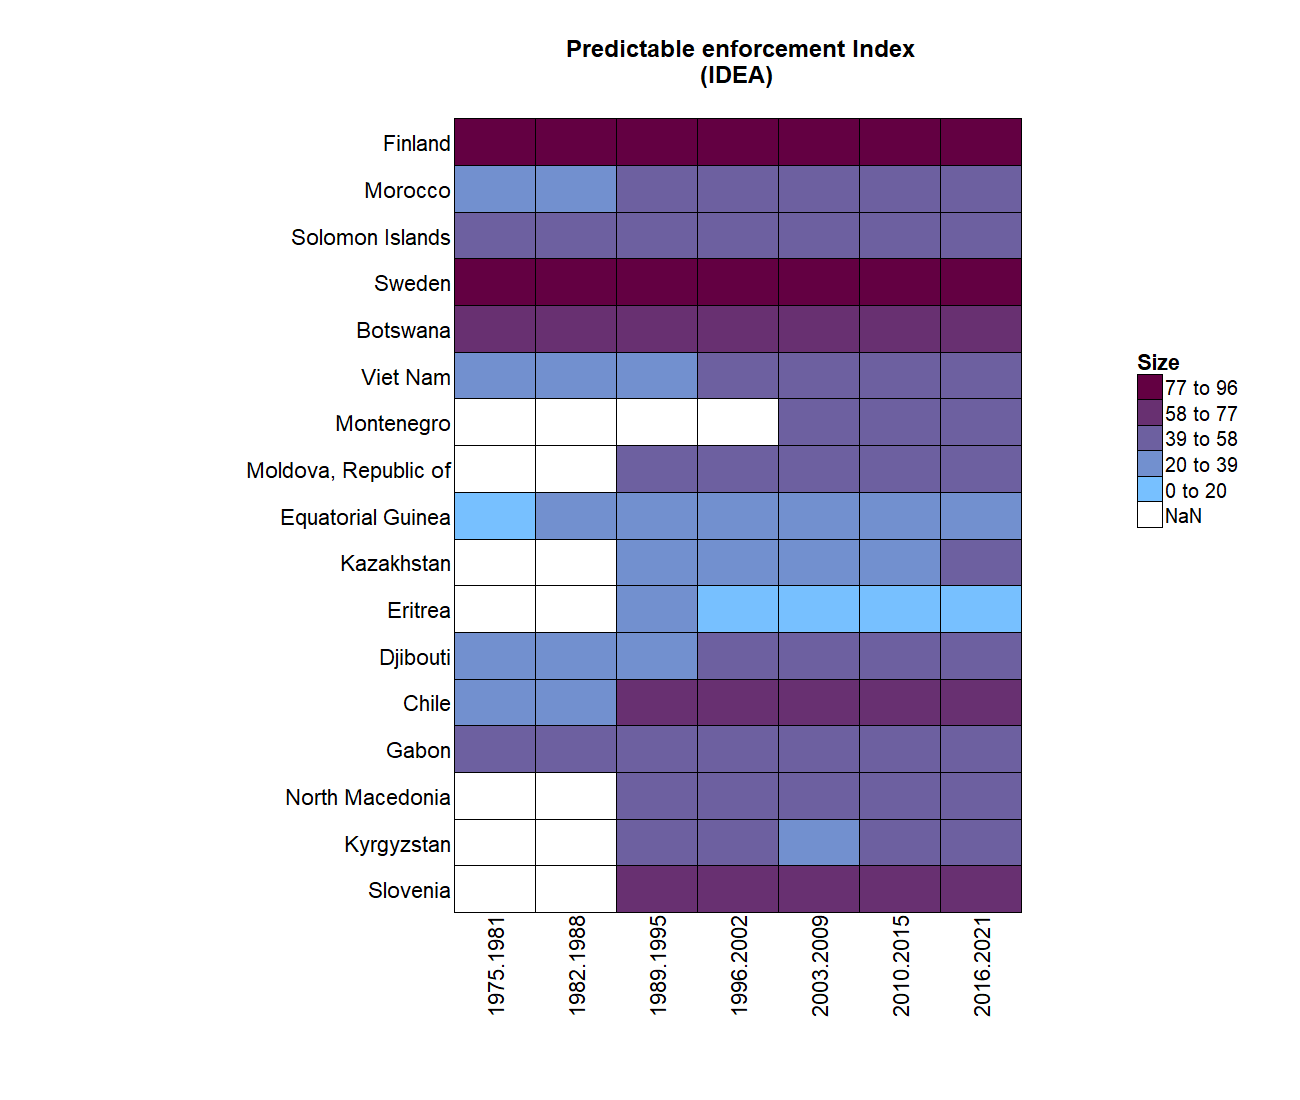 Predictable enforcement Index
(IDEA)
Finland
Morocco
Solomon Islands
Sweden
Botswana
Viet Nam
Montenegro
Moldova, Republic of
Equatorial Guinea
Kazakhstan
Eritrea
Djibouti
Chile
Gabon
North Macedonia
Kyrgyzstan
Slovenia
1975.1981
1982.1988
1989.1995
1996.2002
2003.2009
2010.2015
2016.2021
Size
77 to 96
58 to 77
39 to 58
20 to 39
0 to 20
NaN